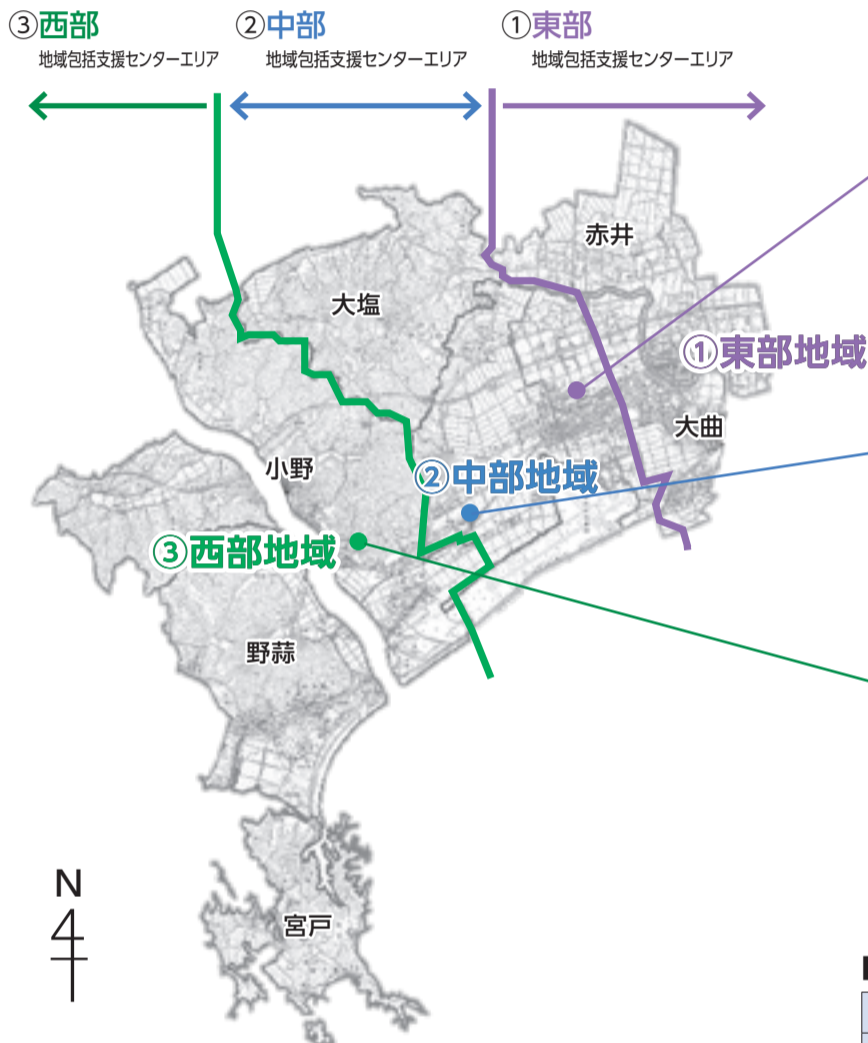 ③西部
地域包括支援センターエリア
②中部
地域包括支援センターエリア
①東部
地域包括支援センターエリア
赤井
大塩
①東部地域
大曲
小野
②中部地域
③西部地域
野蒜
N
宮戸